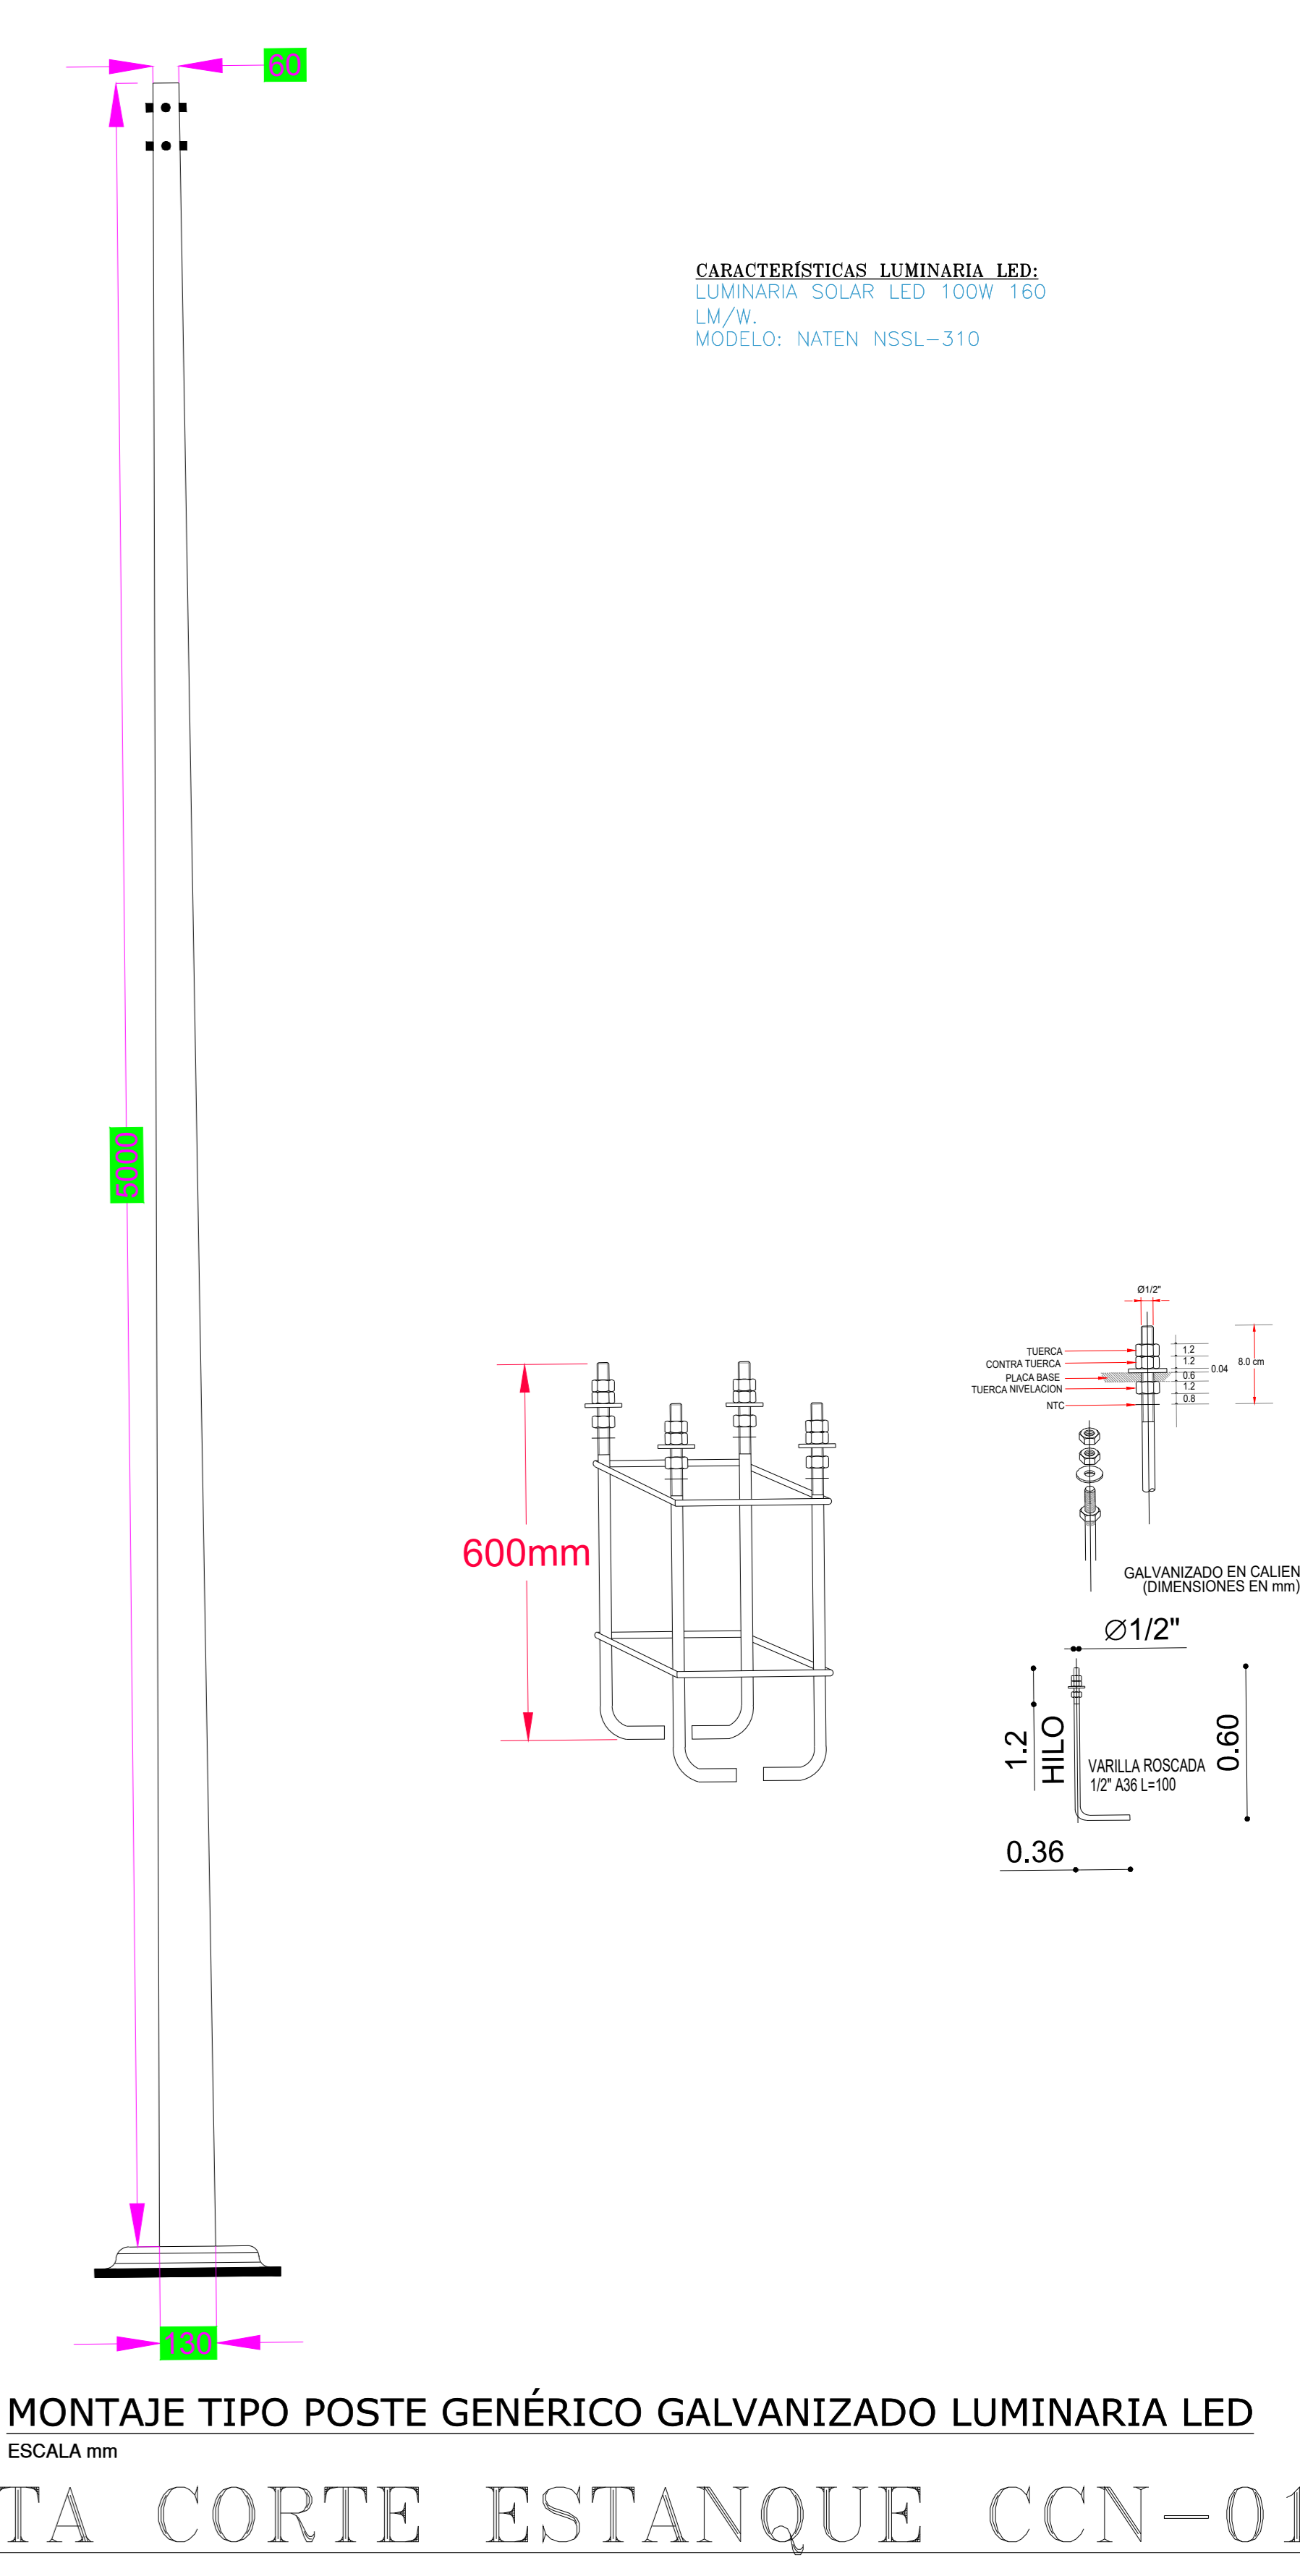 60
CARACTERÍSTICAS LUMINARIA LED:
LUMINARIA SOLAR LED 100W 160
LM/W.
MODELO: NATEN NSSL-310
5000
Ø1/2"
TUERCA
CONTRA TUERCA
PLACA BASE
TUERCA NIVELACION
NTC
1.2
1.2
0.04
0.6
1.2
0.8
8.0 cm
600mm
GALVANIZADO EN CALIEN
(DIMENSIONES EN mm)
Ø1/2"
1.2
HILO
VARILLA ROSCADA
1/2" A36 L=100
0.60
0.36
130
MONTAJE TIPO POSTE GENÉRICO GALVANIZADO LUMINARIA LED
ESCALA mm
TA CORTE ESTANQUE CCN-01